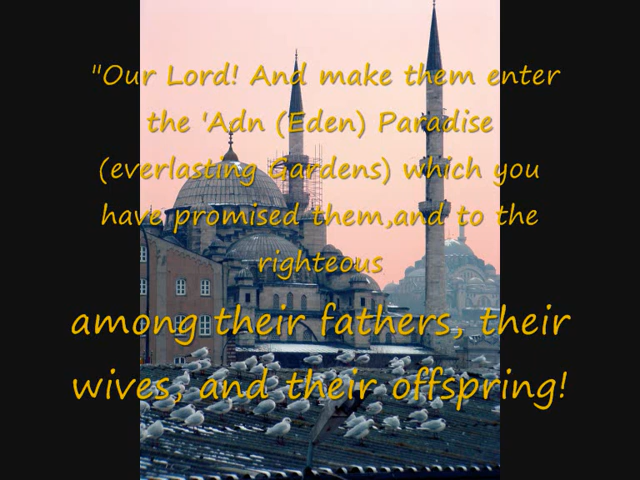 "Our Lord! And make them enter
the 'Adn (Eden) Paradise
(everlasting Gardens) which you
have promised them,and to the
righteous
among their fathers, their
wives, and their offspring!